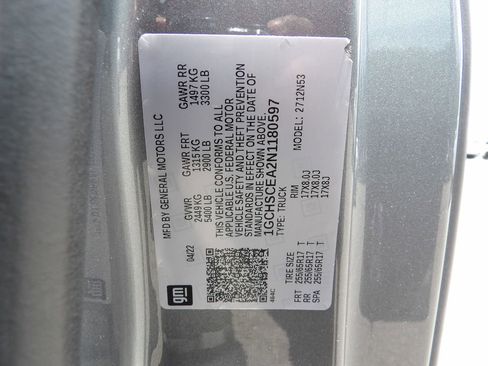 MFD BY GENERAL MOTORS LLC
04/22 GVWR GAWR FRT GAWR RR
2449 KG 1315 KG 1497 KG
5400 LB 2900 LB 3300 LB
THIS VEHICLE CONFORMS TO ALL
APPLICABLE U.S. FEDERAL MOTOR
VEHICLE SAFETY AND THEFT PREVENTION
STANDARDS IN EFFECT ON THE DATE OF
MANUFACTURE SHOWN ABOVE.
1GCHSCEA2N1180597
TYPE: TRUCK MODEL: 2712N53
TIRE SIZE RIM
FRT 255/65R17 T 17X8.0J
RR 255/65R17 T 17X8.0J
SPA 255/65R17 T 17X8J
gm
484C